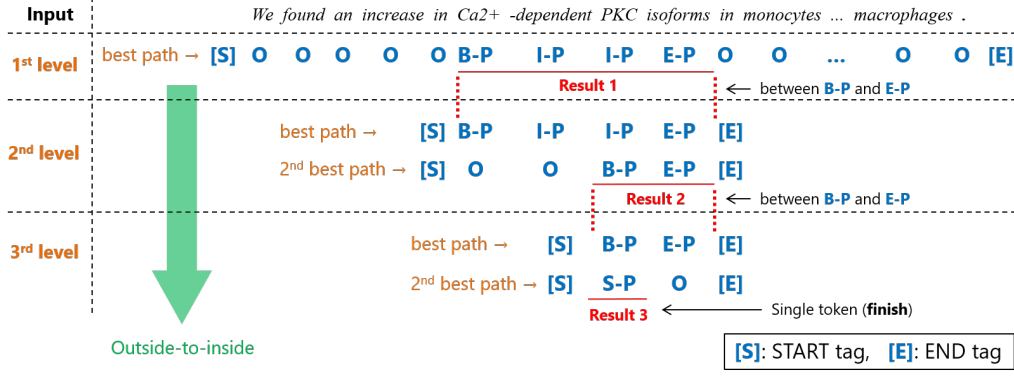 Input We found an increase in Ca2+ -dependent PKC isoforms in monocytes ... macrophages .
1st level best path → [S] O O O O O B-P I-P I-P E-P O O ... O O [E]
Result 1 ← between B-P and E-P
best path → [S] B-P I-P I-P E-P [E]
2nd level
2nd best path → [S] O O B-P E-P [E]
Result 2 ← between B-P and E-P
3rd level best path → [S] B-P E-P [E]
2nd best path → [S] S-P O [E]
Result 3 ← Single token (finish)
Outside-to-inside
[S]: START tag, [E]: END tag